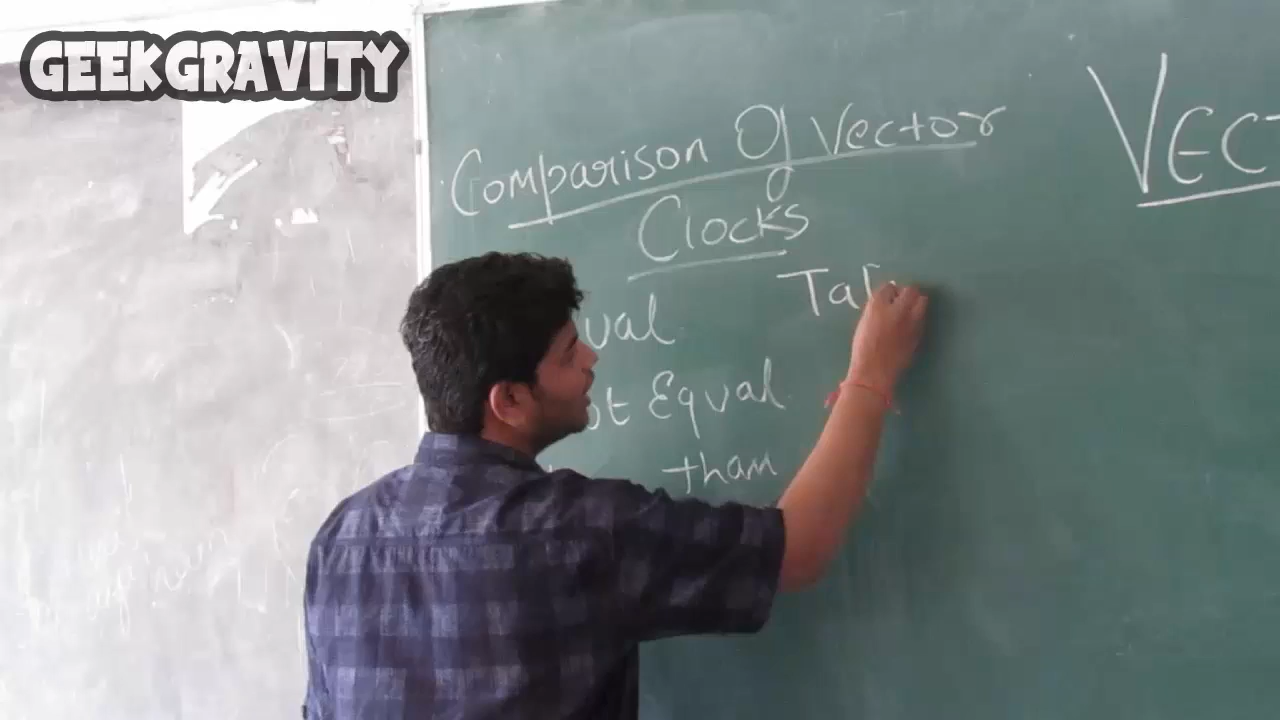 GEEKGRAVITY
Comparison Of Vector
Clocks
VECT
Ta
ual
ot Equal
than